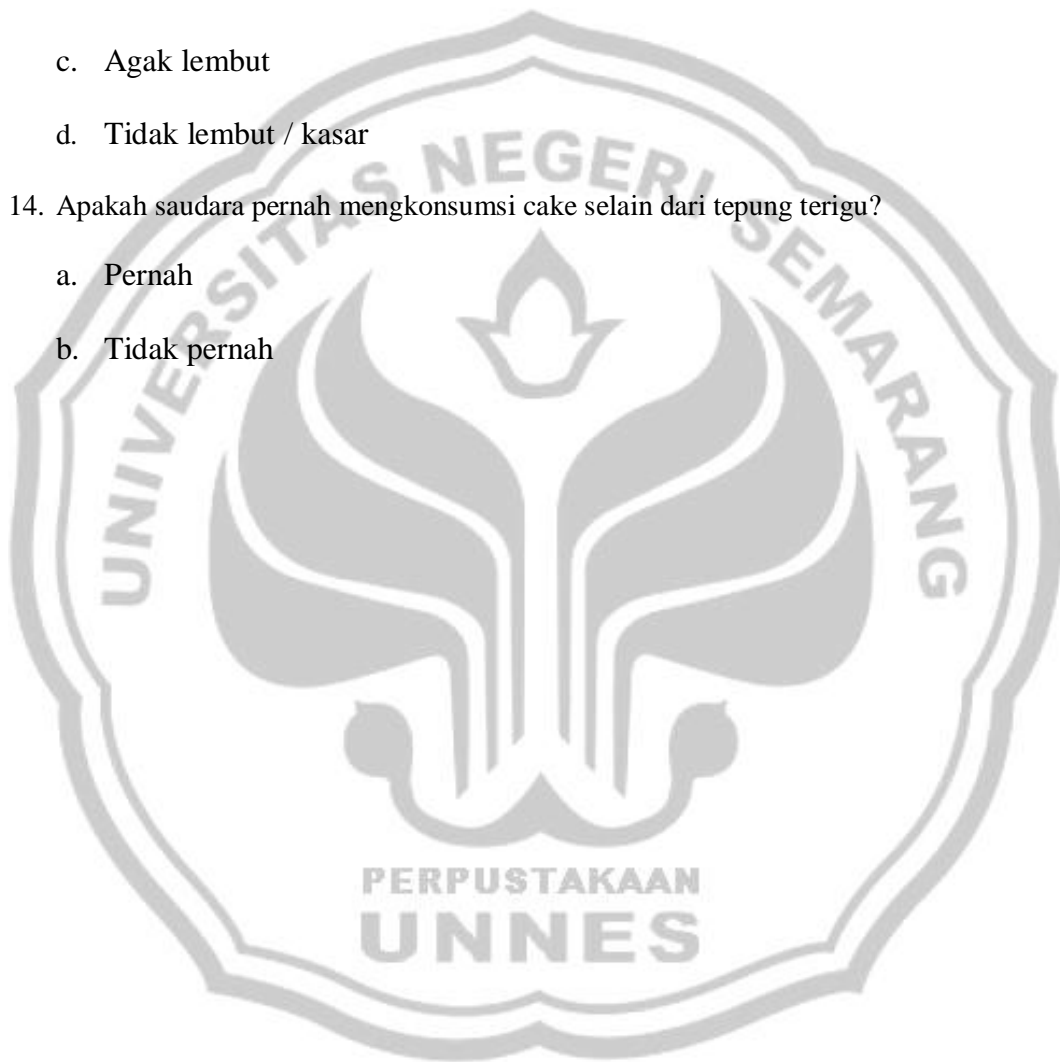 c. Agak lembut
d. Tidak lembut / kasar
14. Apakah saudara pernah mengkonsumsi cake selain dari tepung terigu?
a. Pernah
b. Tidak pernah
UNIVERSITAS NEGERI SEMARANG
PERPUSTAKAAN
UNNES